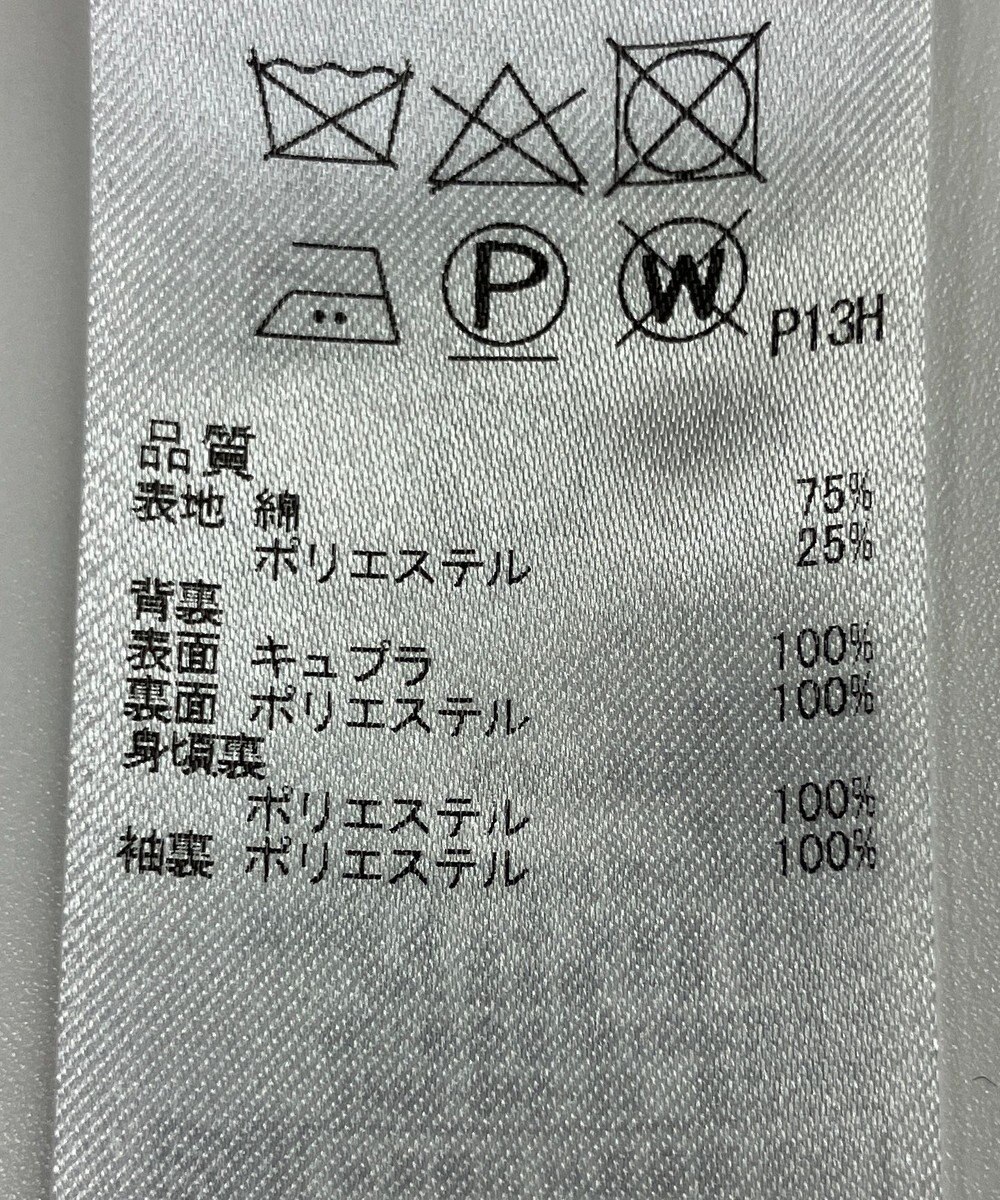 P W P13H
品質
表地 綿 75%
ポリエステル 25%
背裏
表面 キュプラ 100%
裏面 ポリエステル 100%
身頃裏
ポリエステル 100%
袖裏 ポリエステル 100%